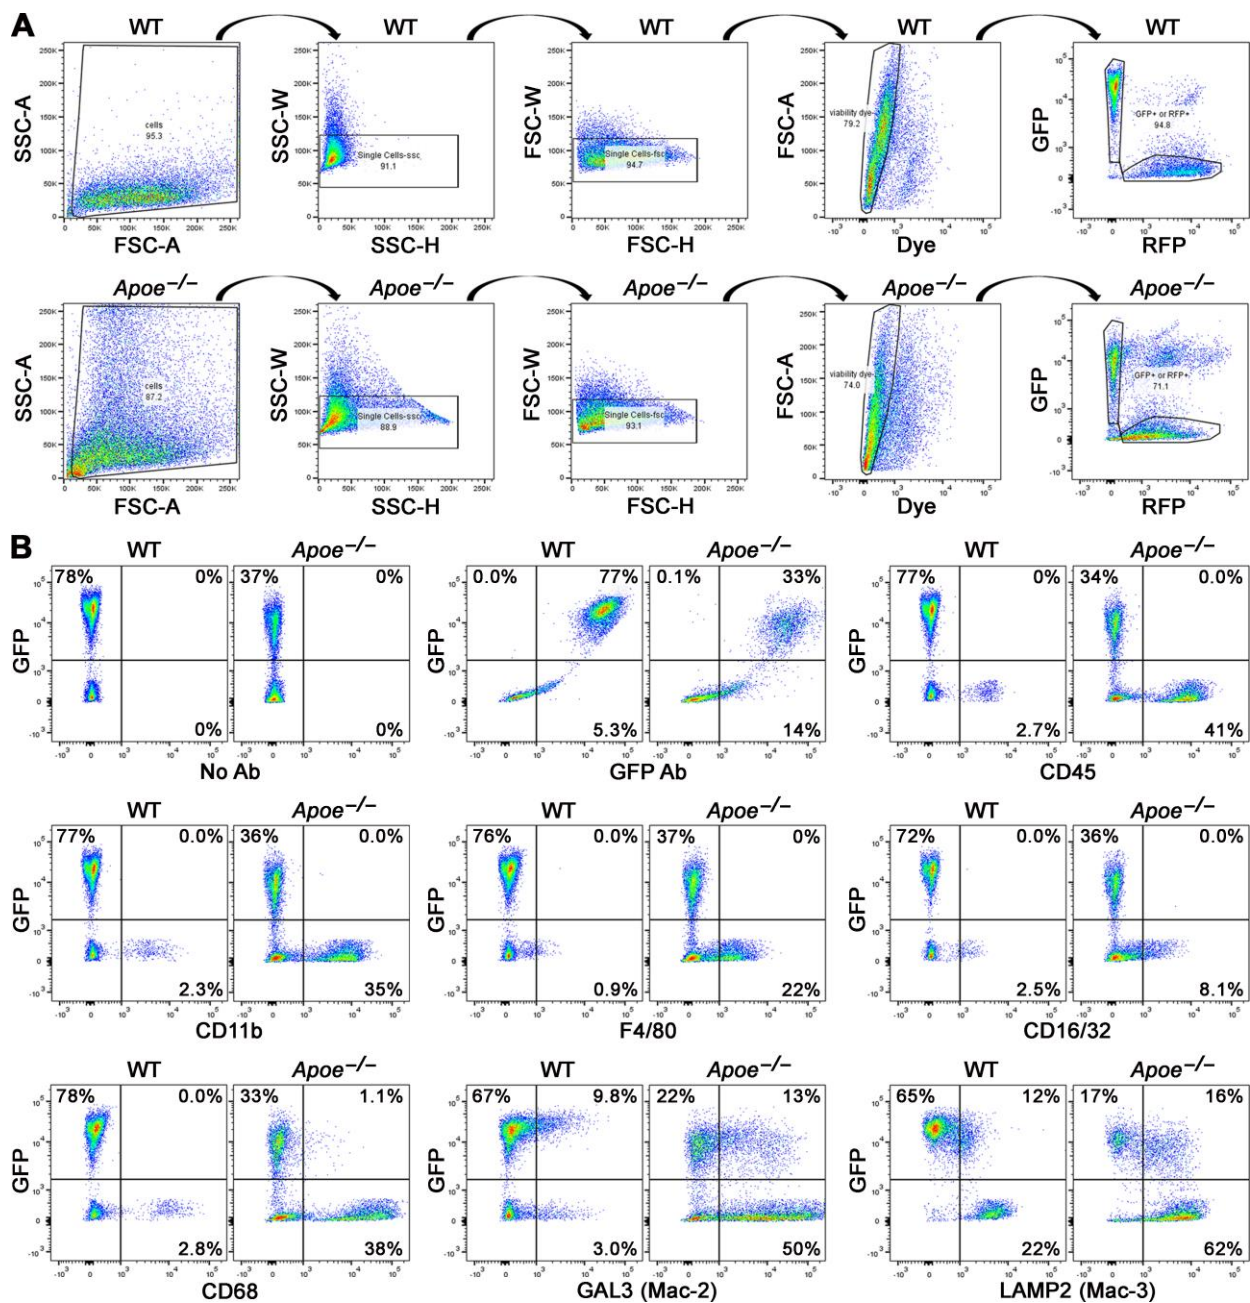 A
WT WT WT WT WT
SSC-A SSC-W FSC-W FSC-A GFP
cells
95.3
Single Cells-ssc
91.1
Single Cells-fsc
94.7
viability dye-
79.2
GFP+ or RFP+
94.8
FSC-A SSC-H FSC-H Dye RFP
Apoe−/− Apoe−/− Apoe−/− Apoe−/− Apoe−/−
SSC-A SSC-W FSC-W FSC-A GFP
cells
87.2
Single Cells-ssc
88.9
Single Cells-fsc
93.1
viability dye-
74.0
GFP+ or RFP+
71.1
FSC-A SSC-H FSC-H Dye RFP
B
WT Apoe−/− WT Apoe−/− WT Apoe−/−
78% 0% 37% 0% 0.0% 77% 0.1% 33% 77% 0% 34% 0.0%
GFP GFP GFP
0% 0% 5.3% 14% 2.7% 41%
No Ab GFP Ab CD45
WT Apoe−/− WT Apoe−/− WT Apoe−/−
77% 0.0% 36% 0.0% 76% 0.0% 37% 0% 72% 0.0% 36% 0.0%
GFP GFP GFP
2.3% 35% 0.9% 22% 2.5% 8.1%
CD11b F4/80 CD16/32
WT Apoe−/− WT Apoe−/− WT Apoe−/−
78% 0.0% 33% 1.1% 67% 9.8% 22% 13% 65% 12% 17% 16%
GFP GFP GFP
2.8% 38% 3.0% 50% 22% 62%
CD68 GAL3 (Mac-2) LAMP2 (Mac-3)